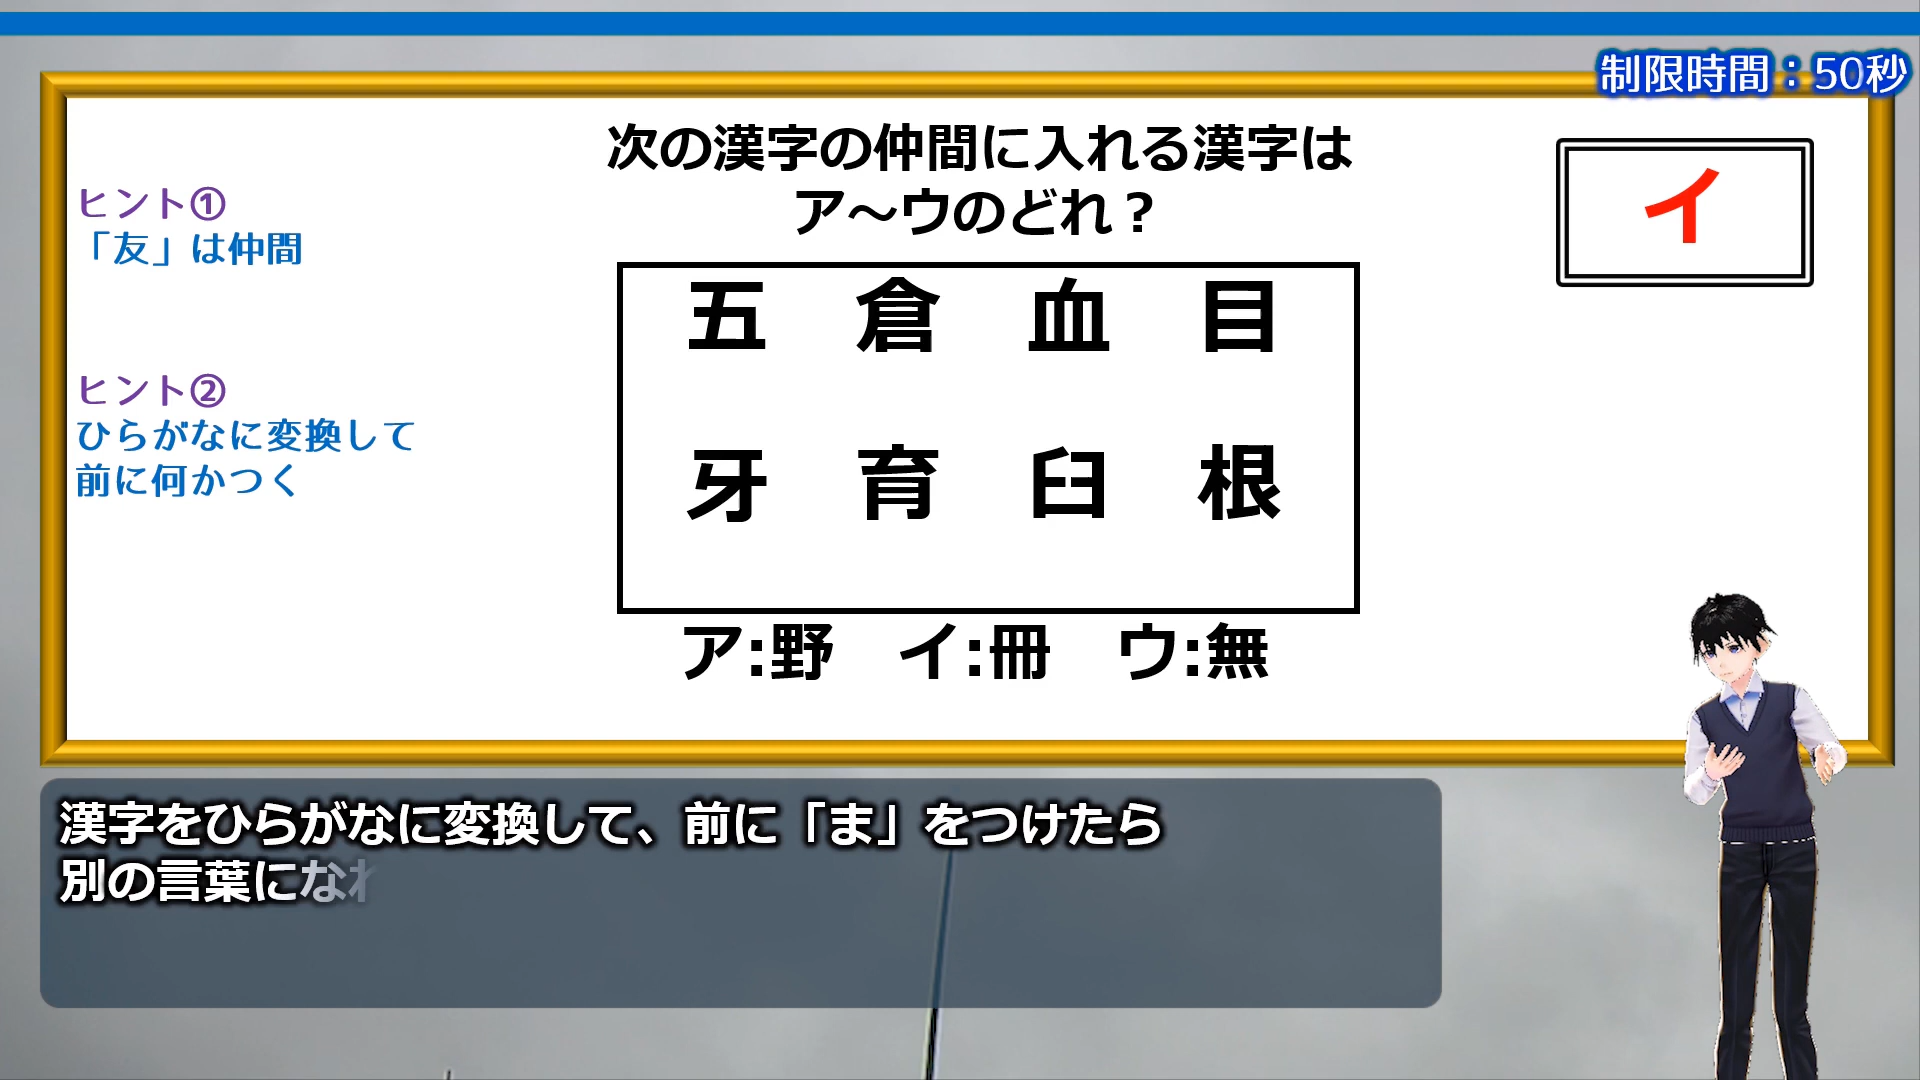 制限時間：50秒
次の漢字の仲間に入れる漢字は
ア～ウのどれ？
イ
ヒント①
「友」は仲間
ヒント②
ひらがなに変換して
前に何かつく
五 倉 血 目
牙 育 臼 根
ア:野 イ:冊 ウ:無
漢字をひらがなに変換して、前に「ま」をつけたら
別の言葉にな